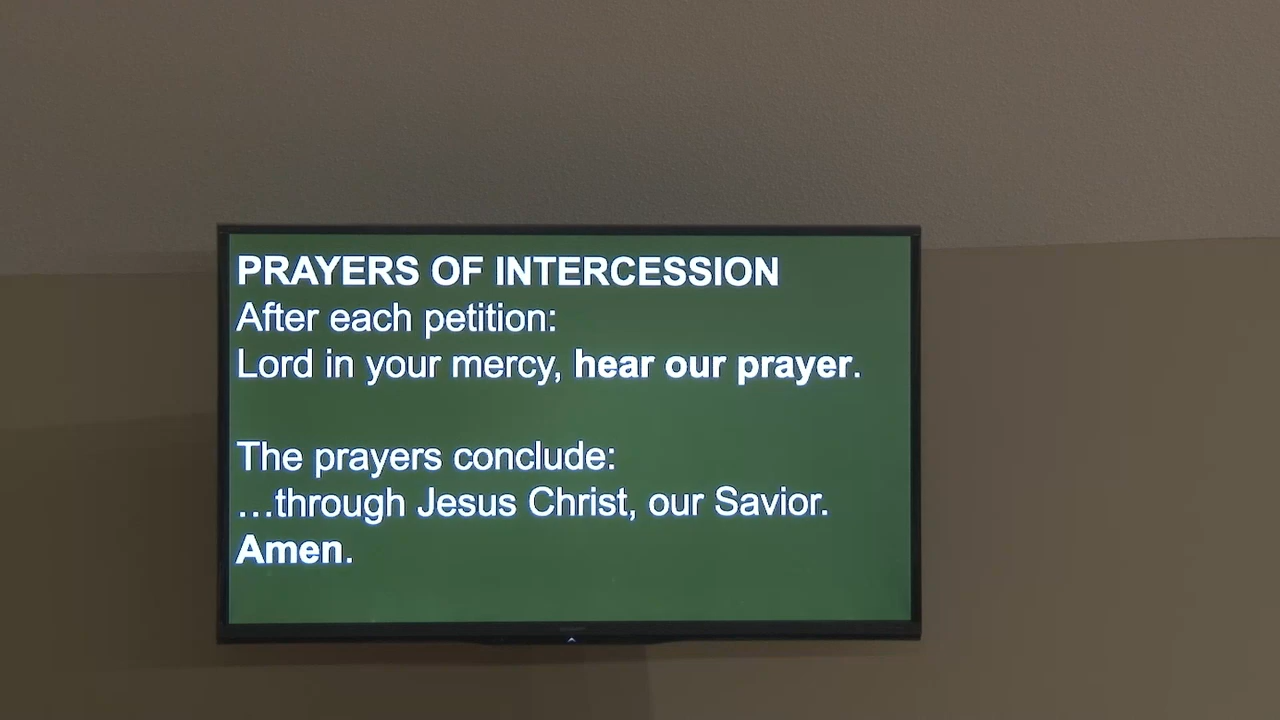 PRAYERS OF INTERCESSION
After each petition:
Lord in your mercy, hear our prayer.
The prayers conclude:
…through Jesus Christ, our Savior.
Amen.